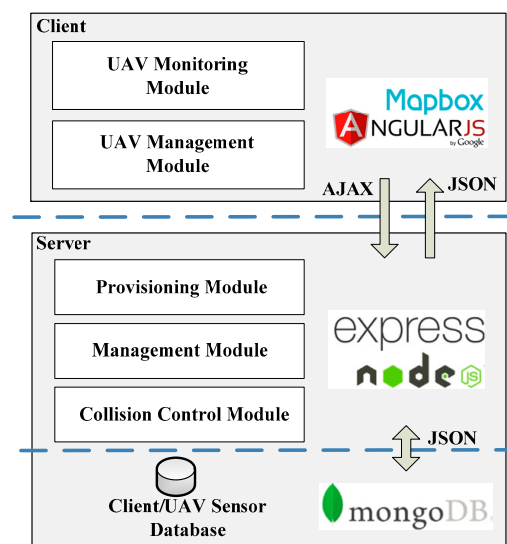 Client
UAV Monitoring
Module
UAV Management
Module
Mapbox
ANGULARJS
by Google
AJAX
JSON
Server
Provisioning Module
Management Module
Collision Control Module
express
node
JS
JSON
Client/UAV Sensor
Database
mongoDB